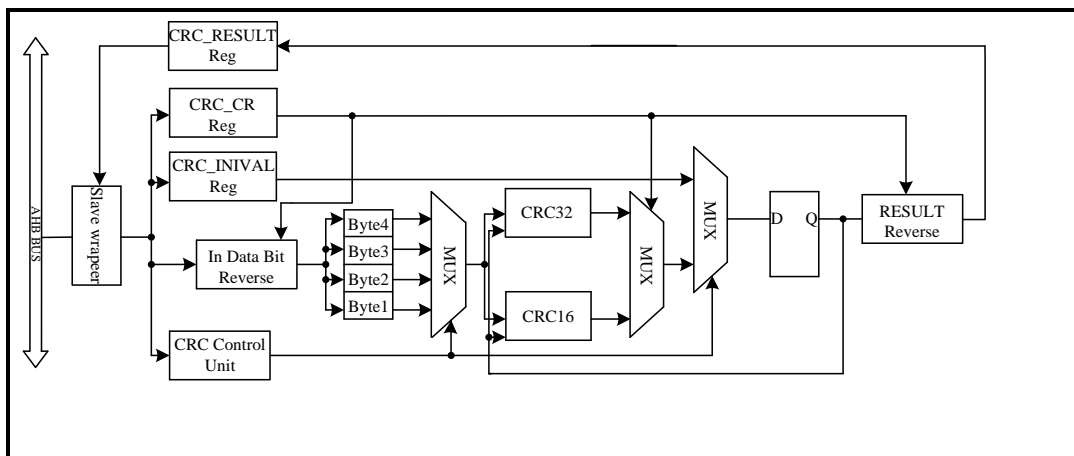 CRC_RESULT
Reg
CRC_CR
Reg
CRC_INIVAL
Reg
AHB BUS
Slave wrapeer
In Data Bit
Reverse
Byte4
Byte3
Byte2
Byte1
MUX
CRC32
CRC16
MUX
MUX
D
Q
RESULT
Reverse
CRC Control
Unit